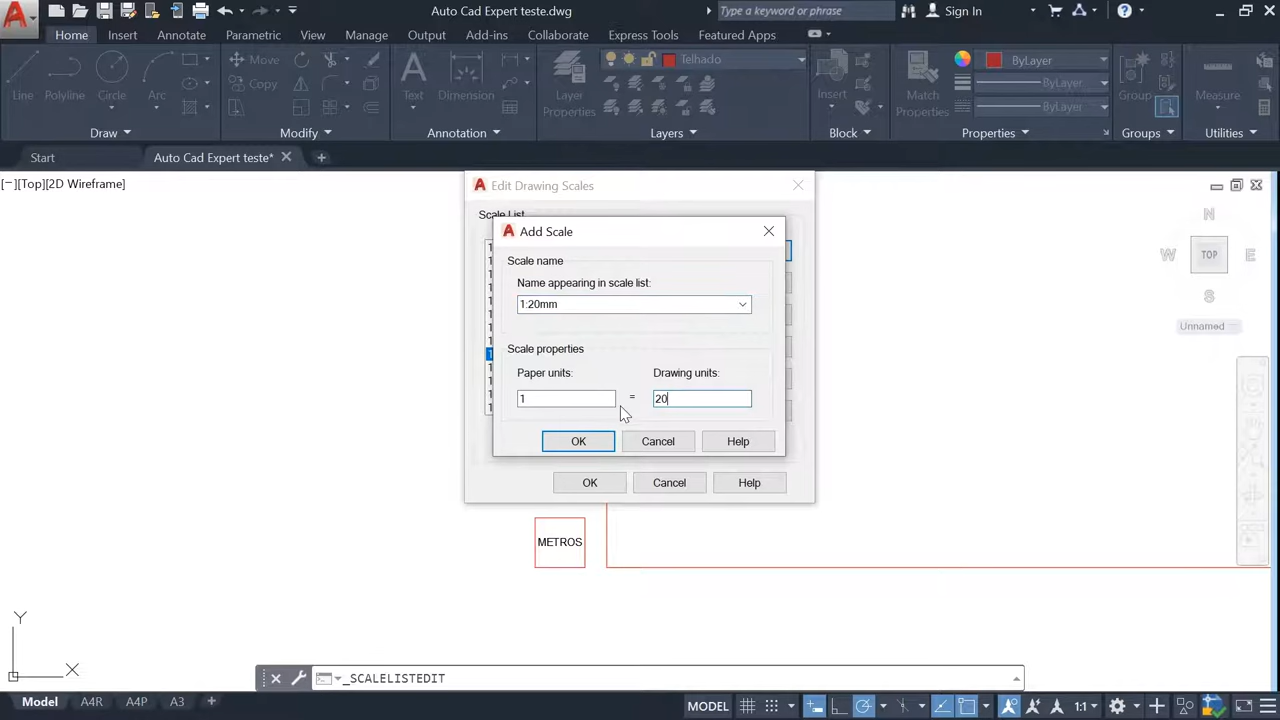 Auto Cad Expert teste.dwg
Type a keyword or phrase
Sign In
Home Insert Annotate Parametric View Manage Output Add-ins Collaborate Express Tools Featured Apps
Move
Copy
Line Polyline Circle Arc
Text Dimension
Layer
Properties
Telhado
Insert
Match
Properties
ByLayer
ByLayer
ByLayer
Group
Measure
Draw Modify Annotation Layers Block Properties Groups Utilities
Start Auto Cad Expert teste*
[−][Top][2D Wireframe]
Edit Drawing Scales
Scale List
Add Scale
Scale name
Name appearing in scale list:
1:20mm
Scale properties
Paper units: Drawing units:
1 = 20
OK Cancel Help
OK Cancel Help
N
W TOP E
S
Unnamed
METROS
Y
X
_SCALELISTEDIT
Model A4R A4P A3
MODEL
1:1